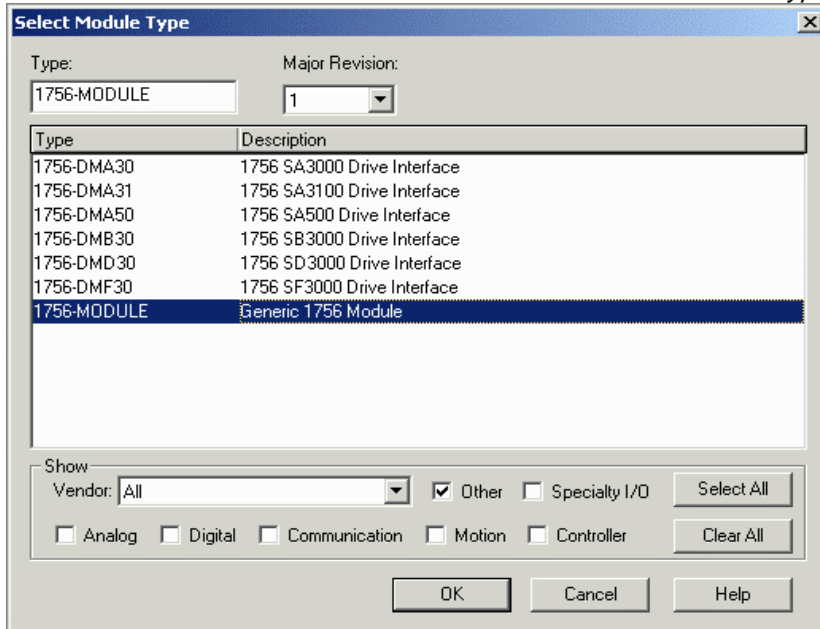 yp
Select Module Type
Type: Major Revision:
1756-MODULE 1
Type Description
1756-DMA30 1756 SA3000 Drive Interface
1756-DMA31 1756 SA3100 Drive Interface
1756-DMA50 1756 SA500 Drive Interface
1756-DMB30 1756 SB3000 Drive Interface
1756-DMD30 1756 SD3000 Drive Interface
1756-DMF30 1756 SF3000 Drive Interface
1756-MODULE Generic 1756 Module
Show
Vendor: All Other Specialty I/O Select All
Analog Digital Communication Motion Controller Clear All
OK Cancel Help